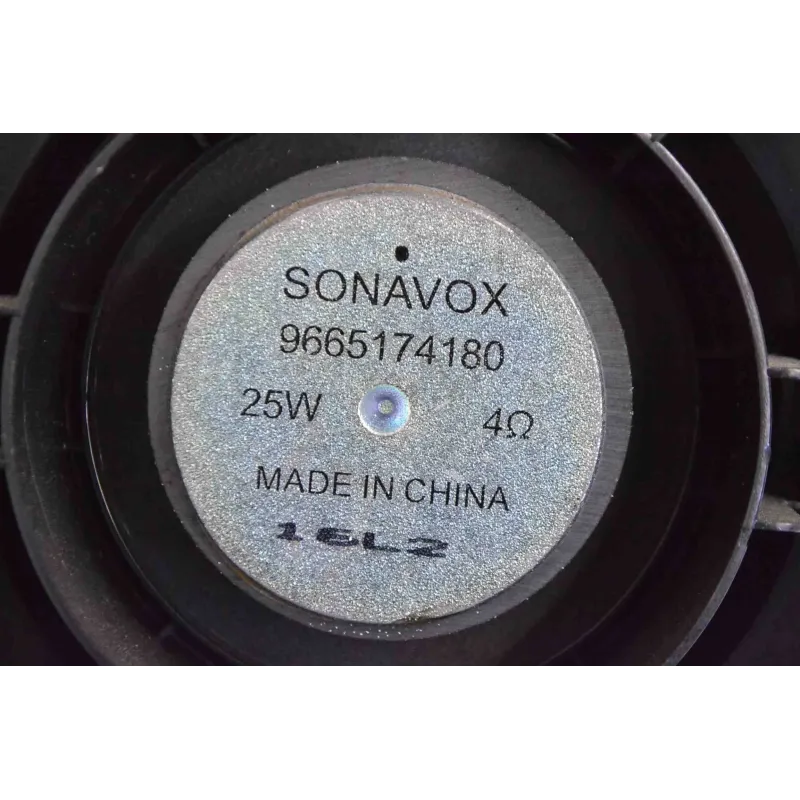 SONAVOX
9665174180
25W 4Ω
MADE IN CHINA
16L2